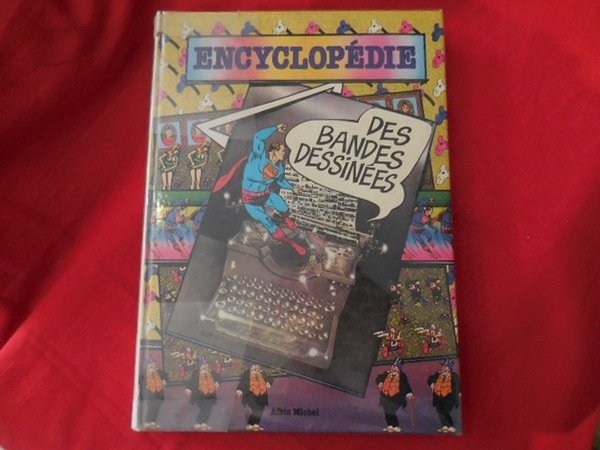 ENCYCLOPÉDIE
DES
BANDES
DESSINÉES
Albin Michel